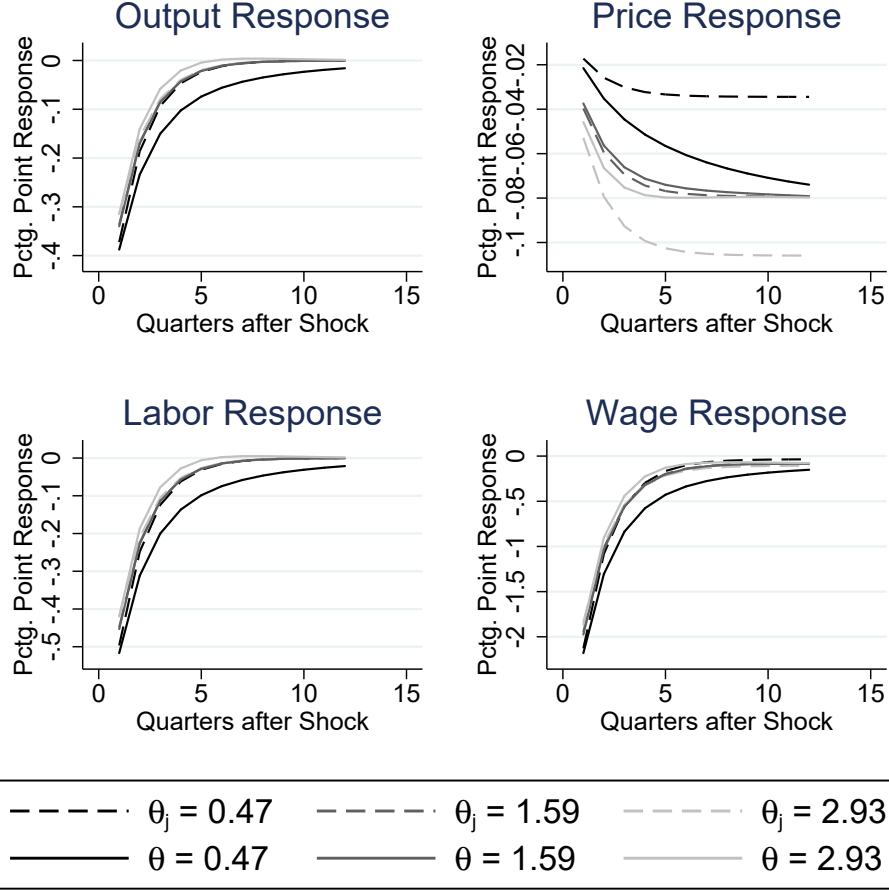 Output Response
Pctg. Point Response
0
-.1
-.2
-.3
-.4
0 5 10 15
Quarters after Shock
Price Response
Pctg. Point Response
-.02
-.04
-.06
-.08
-.1
0 5 10 15
Quarters after Shock
Labor Response
Pctg. Point Response
0
-.1
-.2
-.3
-.4
-.5
0 5 10 15
Quarters after Shock
Wage Response
Pctg. Point Response
0
-.5
-1
-1.5
-2
0 5 10 15
Quarters after Shock
θj = 0.47 θj = 1.59 θj = 2.93
θ = 0.47 θ = 1.59 θ = 2.93